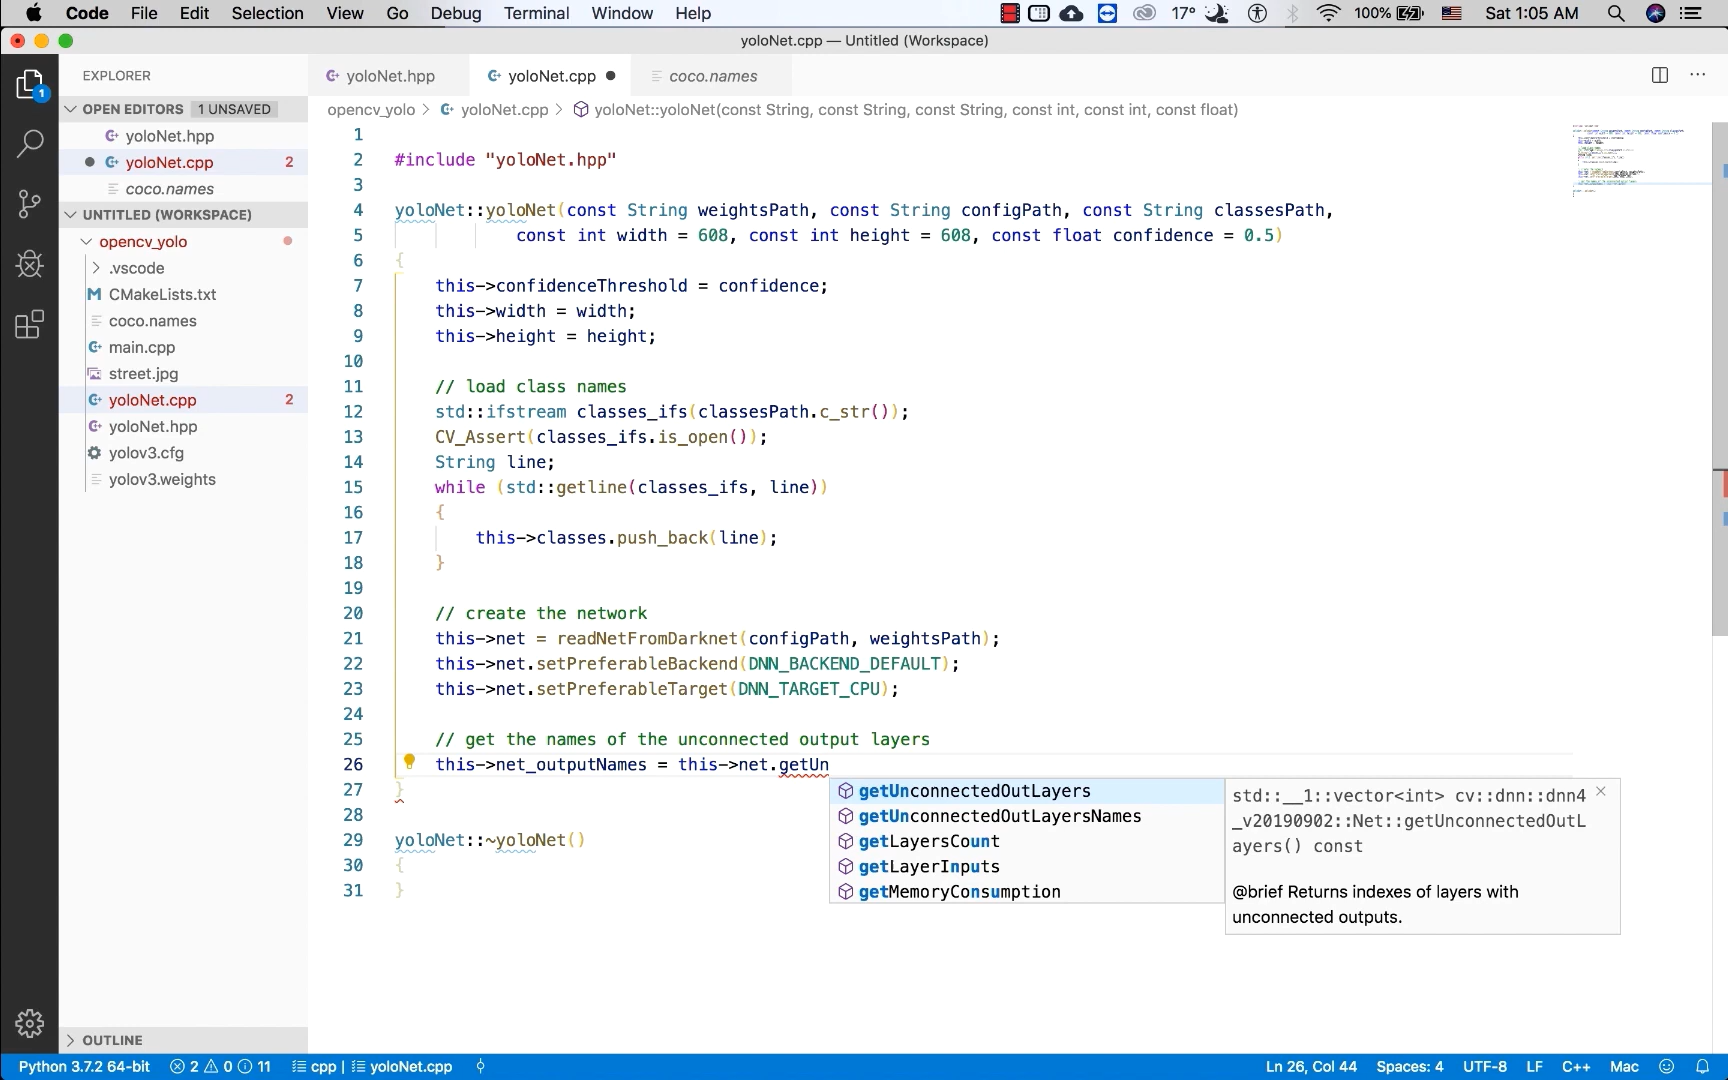 Code File Edit Selection View Go Debug Terminal Window Help 17° 100% Sat 1:05 AM
yoloNet.cpp — Untitled (Workspace)
EXPLORER
yoloNet.hpp yoloNet.cpp coco.names
OPEN EDITORS 1 UNSAVED
opencv_yolo > yoloNet.cpp > yoloNet::yoloNet(const String, const String, const String, const int, const int, const float)
yoloNet.hpp
yoloNet.cpp 2
coco.names
UNTITLED (WORKSPACE)
opencv_yolo
.vscode
CMakeLists.txt
coco.names
main.cpp
street.jpg
yoloNet.cpp 2
yoloNet.hpp
yolov3.cfg
yolov3.weights
OUTLINE
1
1
2 #include "yoloNet.hpp"
3
4 yoloNet::yoloNet(const String weightsPath, const String configPath, const String classesPath,
5 const int width = 608, const int height = 608, const float confidence = 0.5)
6 {
7 this->confidenceThreshold = confidence;
8 this->width = width;
9 this->height = height;
10
11 // load class names
12 std::ifstream classes_ifs(classesPath.c_str());
13 CV_Assert(classes_ifs.is_open());
14 String line;
15 while (std::getline(classes_ifs, line))
16 {
17 this->classes.push_back(line);
18 }
19
20 // create the network
21 this->net = readNetFromDarknet(configPath, weightsPath);
22 this->net.setPreferableBackend(DNN_BACKEND_DEFAULT);
23 this->net.setPreferableTarget(DNN_TARGET_CPU);
24
25 // get the names of the unconnected output layers
26 this->net_outputNames = this->net.getUn
27 }
28
29 yoloNet::~yoloNet()
30 {
31 }
getUnconnectedOutLayers
getUnconnectedOutLayersNames
getLayersCount
getLayerInputs
getMemoryConsumption
std::__1::vector<int> cv::dnn::dnn4
_v20190902::Net::getUnconnectedOutL
ayers() const
@brief Returns indexes of layers with
unconnected outputs.
Python 3.7.2 64-bit 2 0 11 cpp | yoloNet.cpp Ln 26, Col 44 Spaces: 4 UTF-8 LF C++ Mac